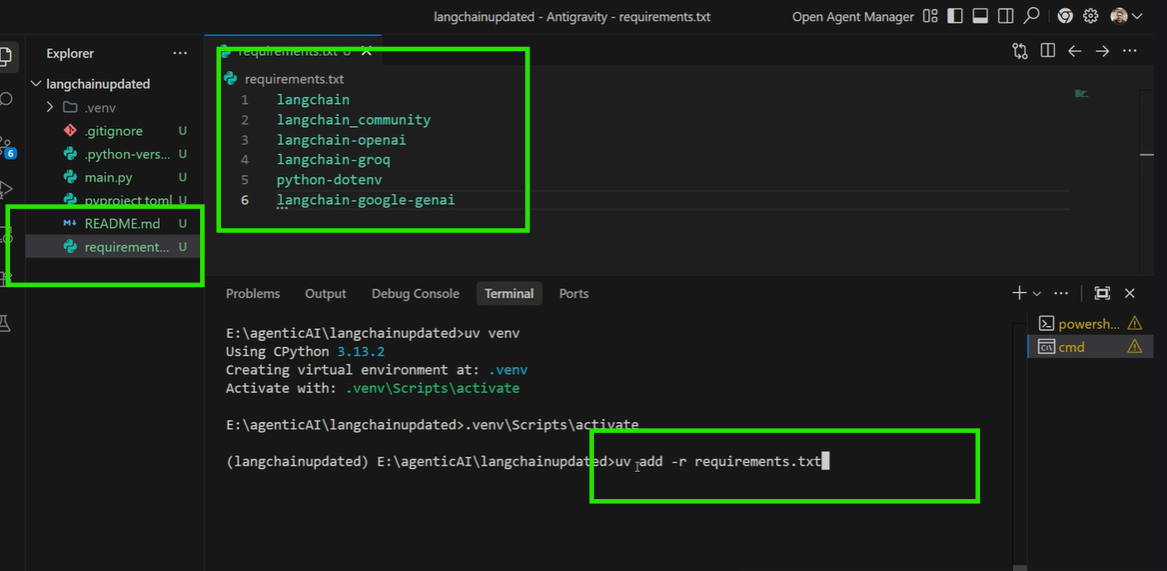 langchainupdated - Antigravity - requirements.txt
Open Agent Manager
Explorer
requirements.txt U
langchainupdated
requirements.txt
.venv
1 langchain
.gitignore U
2 langchain_community
.python-vers... U
3 langchain-openai
main.py U
4 langchain-groq
pyproject.toml U
5 python-dotenv
README.md U
6 langchain-google-genai
requirement... U
6
Problems Output Debug Console Terminal Ports
E:\agenticAI\langchainupdated>uv venv
Using CPython 3.13.2
Creating virtual environment at: .venv
Activate with: .venv\Scripts\activate
E:\agenticAI\langchainupdated>.venv\Scripts\activate
(langchainupdated) E:\agenticAI\langchainupdated>uv add -r requirements.txt
powersh...
cmd